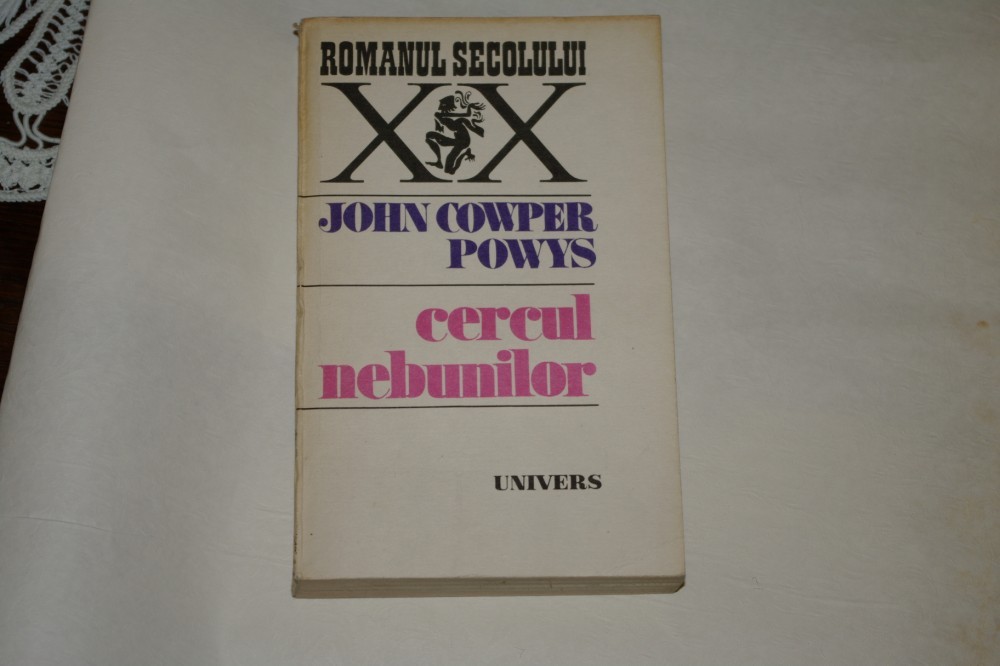 ROMANUL SECOLULUI
XX
JOHN COWPER
POWYS
cercul
nebunilor
UNIVERS